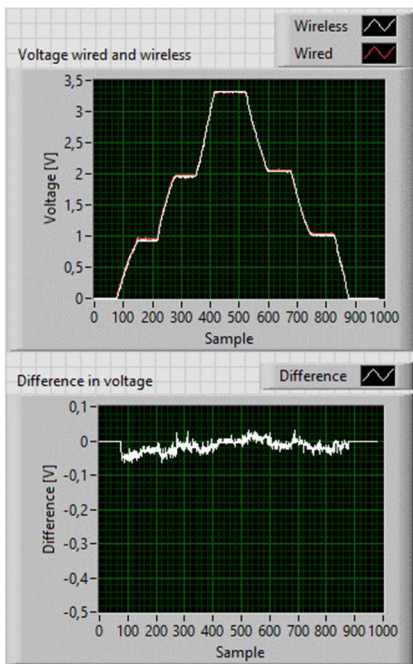 Wireless
Voltage wired and wireless
Wired
3,5
3
2,5
2
1,5
1
0,5
0
Voltage [V]
0 100 200 300 400 500 600 700 800 900 1000
Sample
Difference in voltage
Difference
0,1
0
-0,1
-0,2
-0,3
-0,4
-0,5
Difference [V]
0 100 200 300 400 500 600 700 800 900 1000
Sample